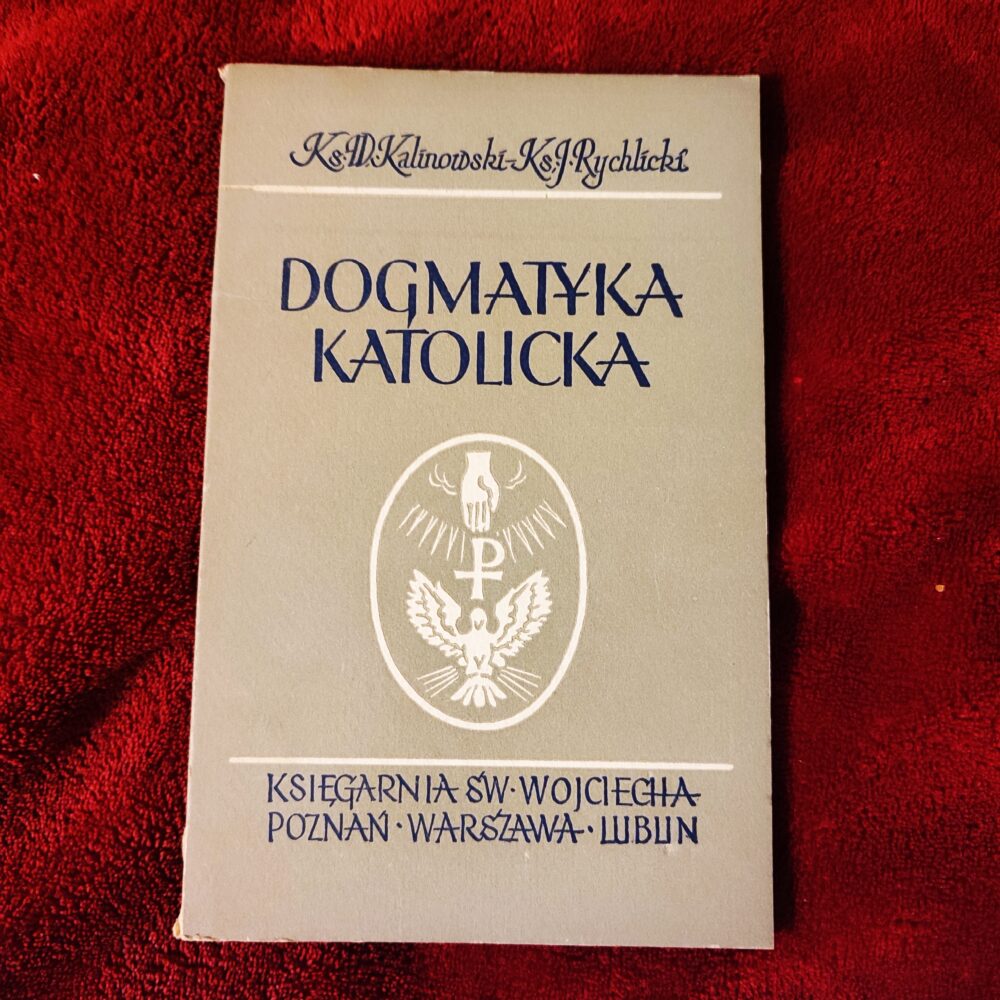 Ks. W. Kalinowski - Ks. J. Rychlicki
DOGMATYKA
KATOLICKA
KSIĘGARNIA ŚW. WOJCIECHA
POZNAŃ · WARSZAWA · LUBLIN